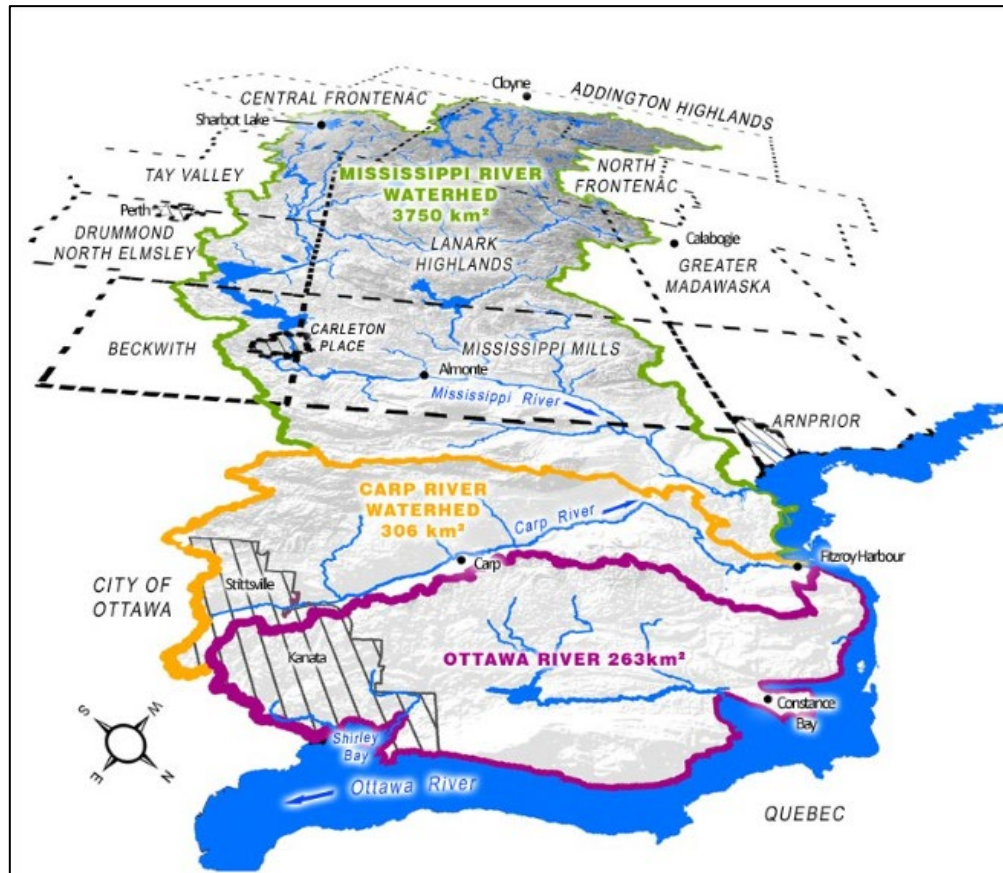 Cloyne
ADDINGTON HIGHLANDS
CENTRAL FRONTENAC
Sharbot Lake
TAY VALLEY
MISSISSIPPI RIVER
WATERHED
3750 km²
NORTH
FRONTENAC
Perth
DRUMMOND
NORTH ELMSLEY
LANARK
HIGHLANDS
Calabogie
GREATER
MADAWASKA
BECKWITH
CARLETON
PLACE
MISSISSIPPI MILLS
Almonte
Mississippi River
ARNPRIOR
CARP RIVER
WATERSHED
306 km²
Carp River
Carp
Fitzroy Harbour
CITY OF
OTTAWA
Stittsville
Kanata
OTTAWA RIVER 263km²
Constance
Bay
Shirley
Bay
Ottawa River
QUEBEC
S
W
E
N